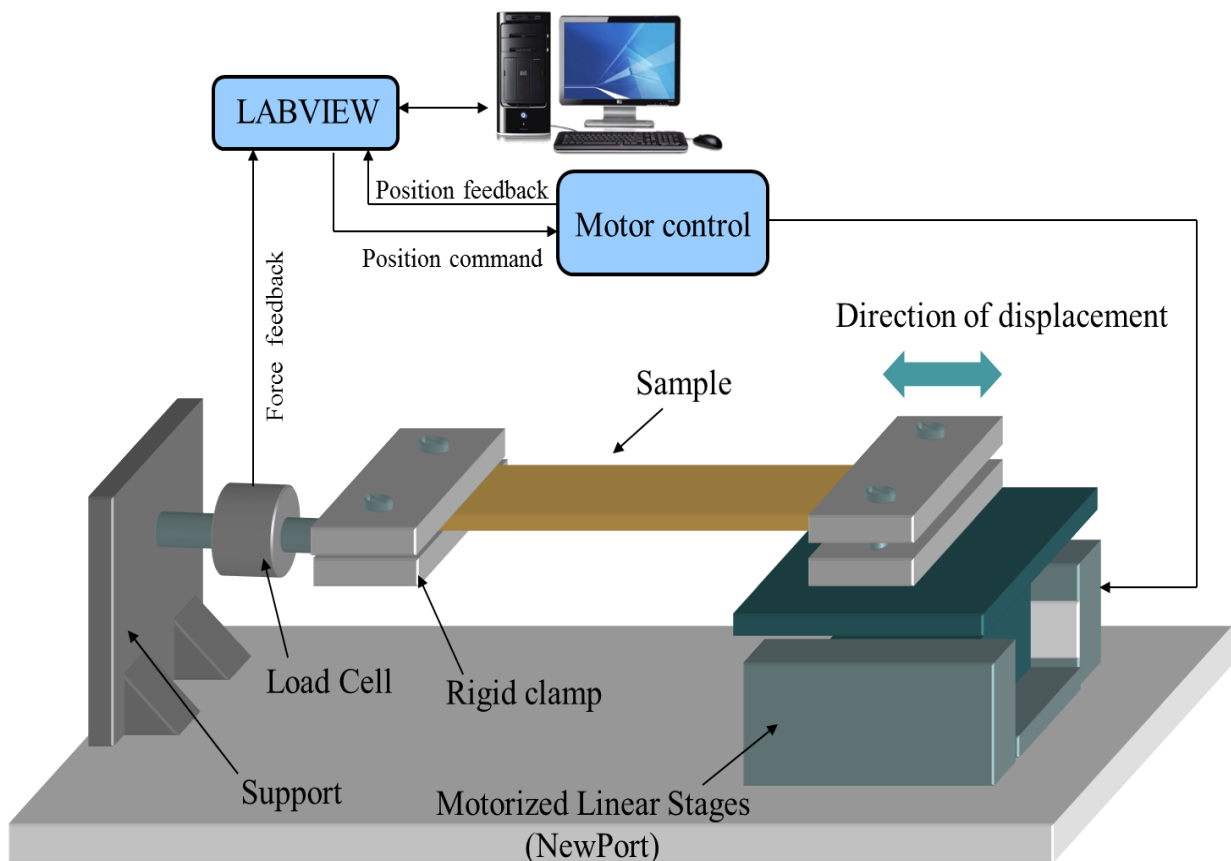 LABVIEW
Position feedback
Motor control
Position command
Force feedback
Direction of displacement
Sample
Load Cell
Rigid clamp
Support
Motorized Linear Stages
(NewPort)